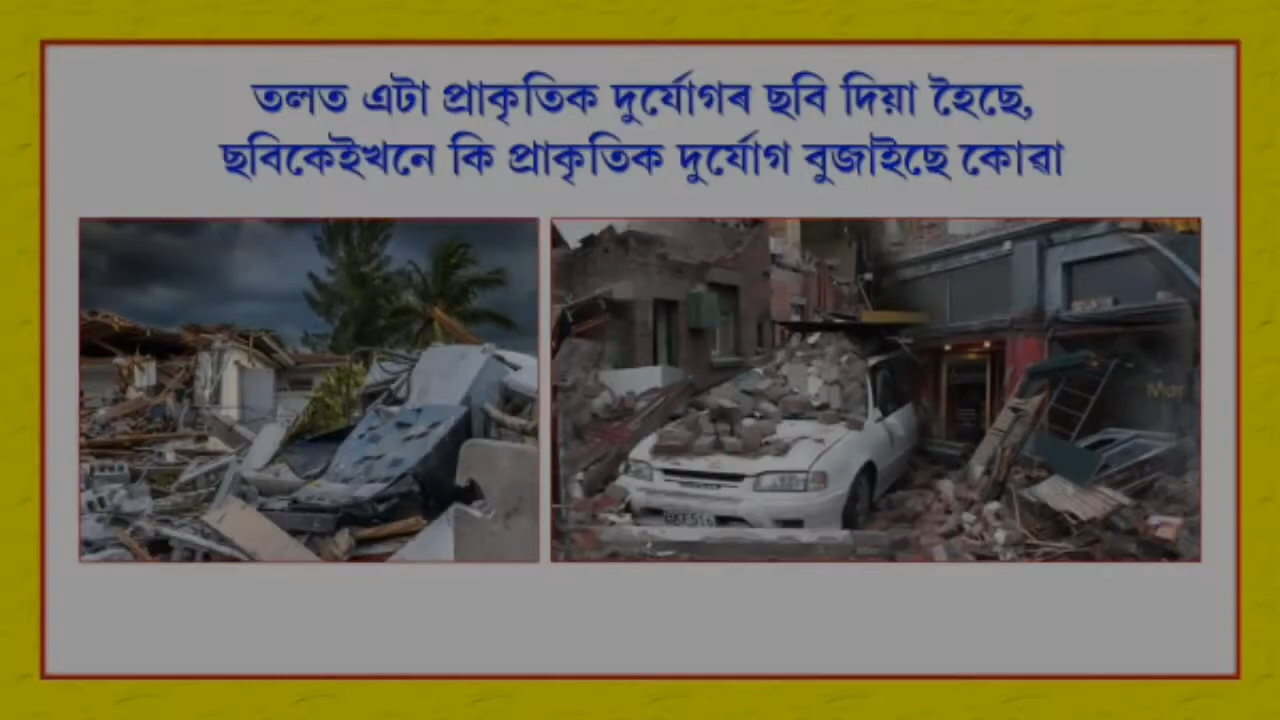 তলত এটা প্ৰাকৃতিক দুৰ্যোগৰ ছবি দিয়া হৈছে,
ছবিকেইখনে কি প্ৰাকৃতিক দুৰ্যোগ বুজাইছে কোৱা